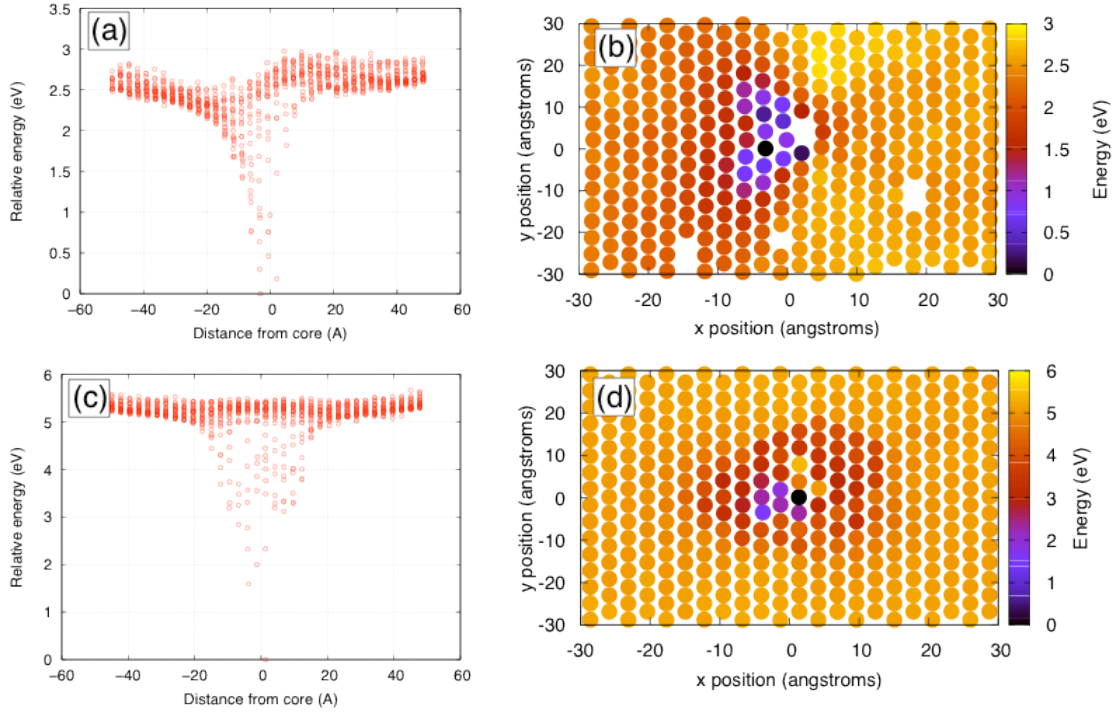 (a)
3.5
3
2.5
2
1.5
1
0.5
0
−60 −40 −20 0 20 40 60
Relative energy (eV)
Distance from core (A)
(b)
30
20
10
0
-10
-20
-30
-30 -20 -10 0 10 20 30
y position (angstroms)
x position (angstroms)
3
2.5
2
1.5
1
0.5
0
Energy (eV)
(c)
6
5
4
3
2
1
0
−60 −40 −20 0 20 40 60
Relative energy (eV)
Distance from core (A)
(d)
30
20
10
0
-10
-20
-30
-30 -20 -10 0 10 20 30
y position (angstroms)
x position (angstroms)
6
5
4
3
2
1
0
Energy (eV)